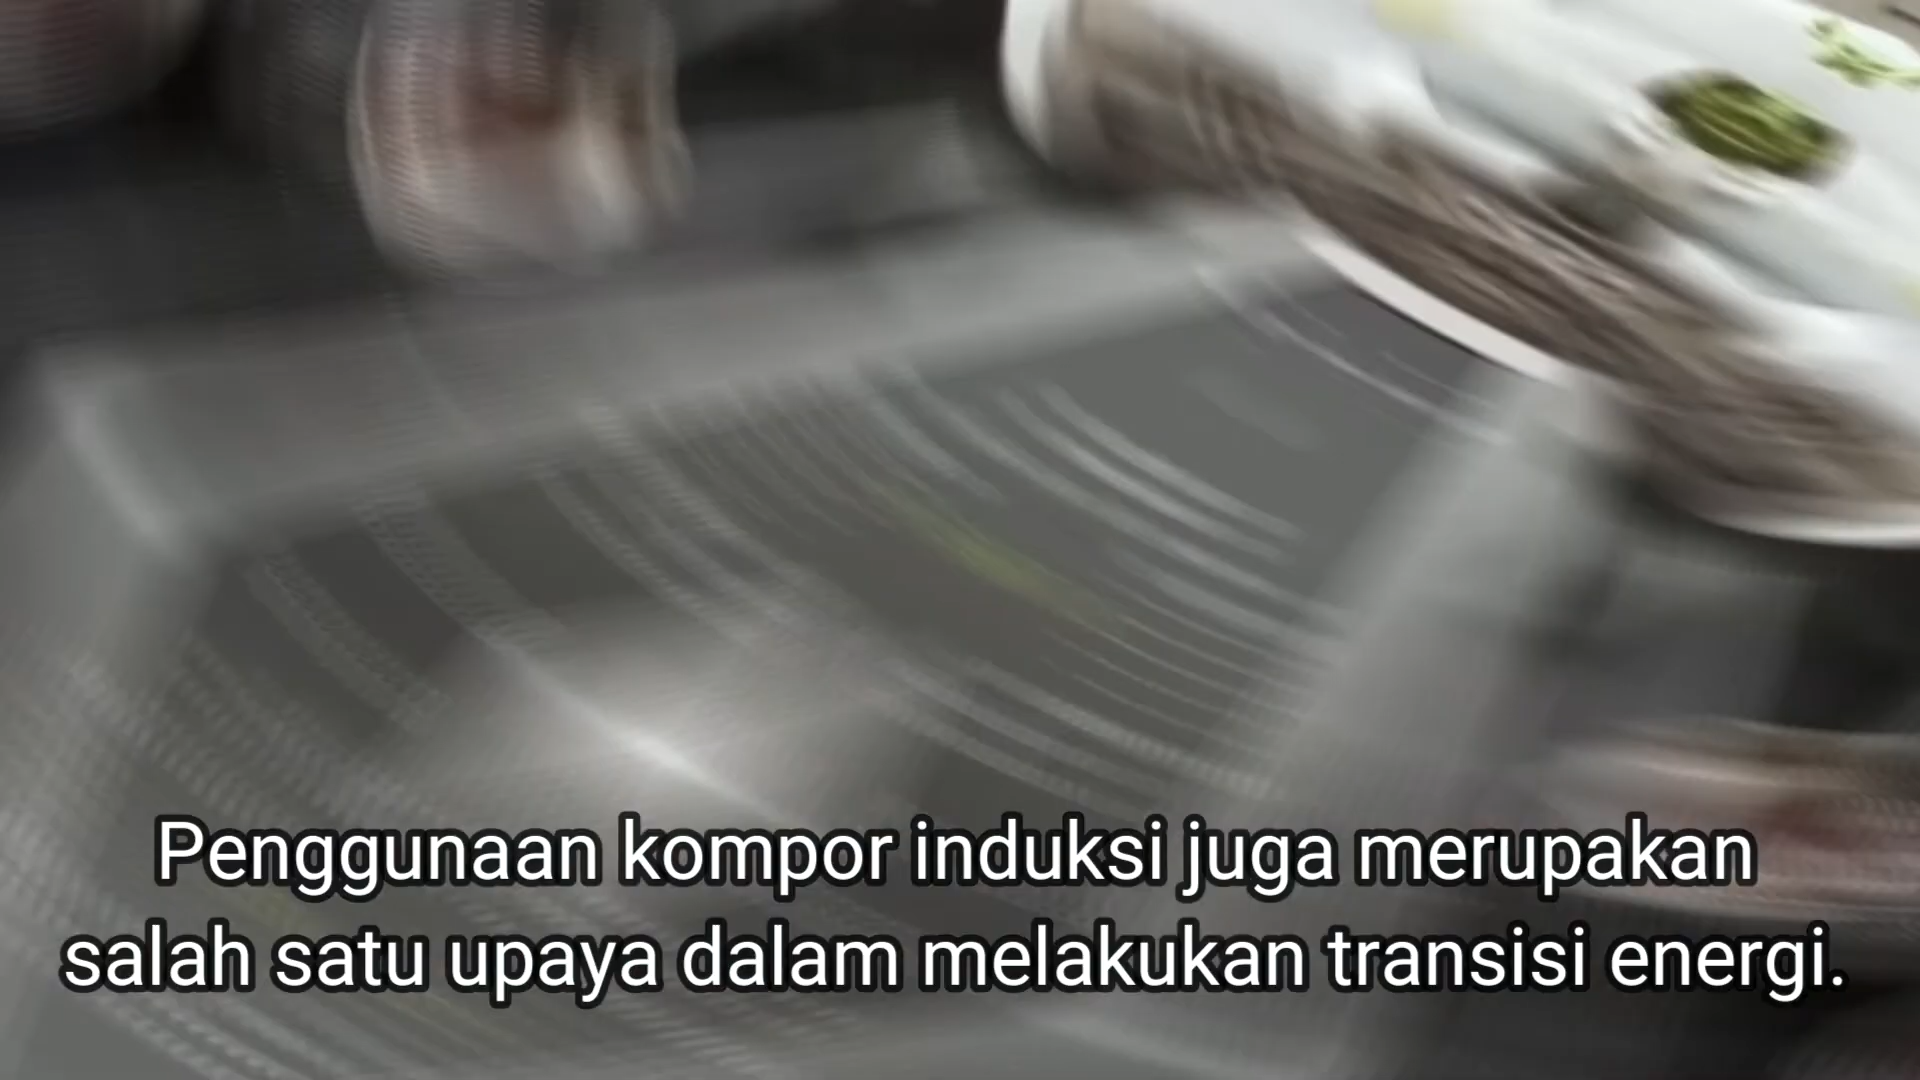 Penggunaan kompor induksi juga merupakan
salah satu upaya dalam melakukan transisi energi.